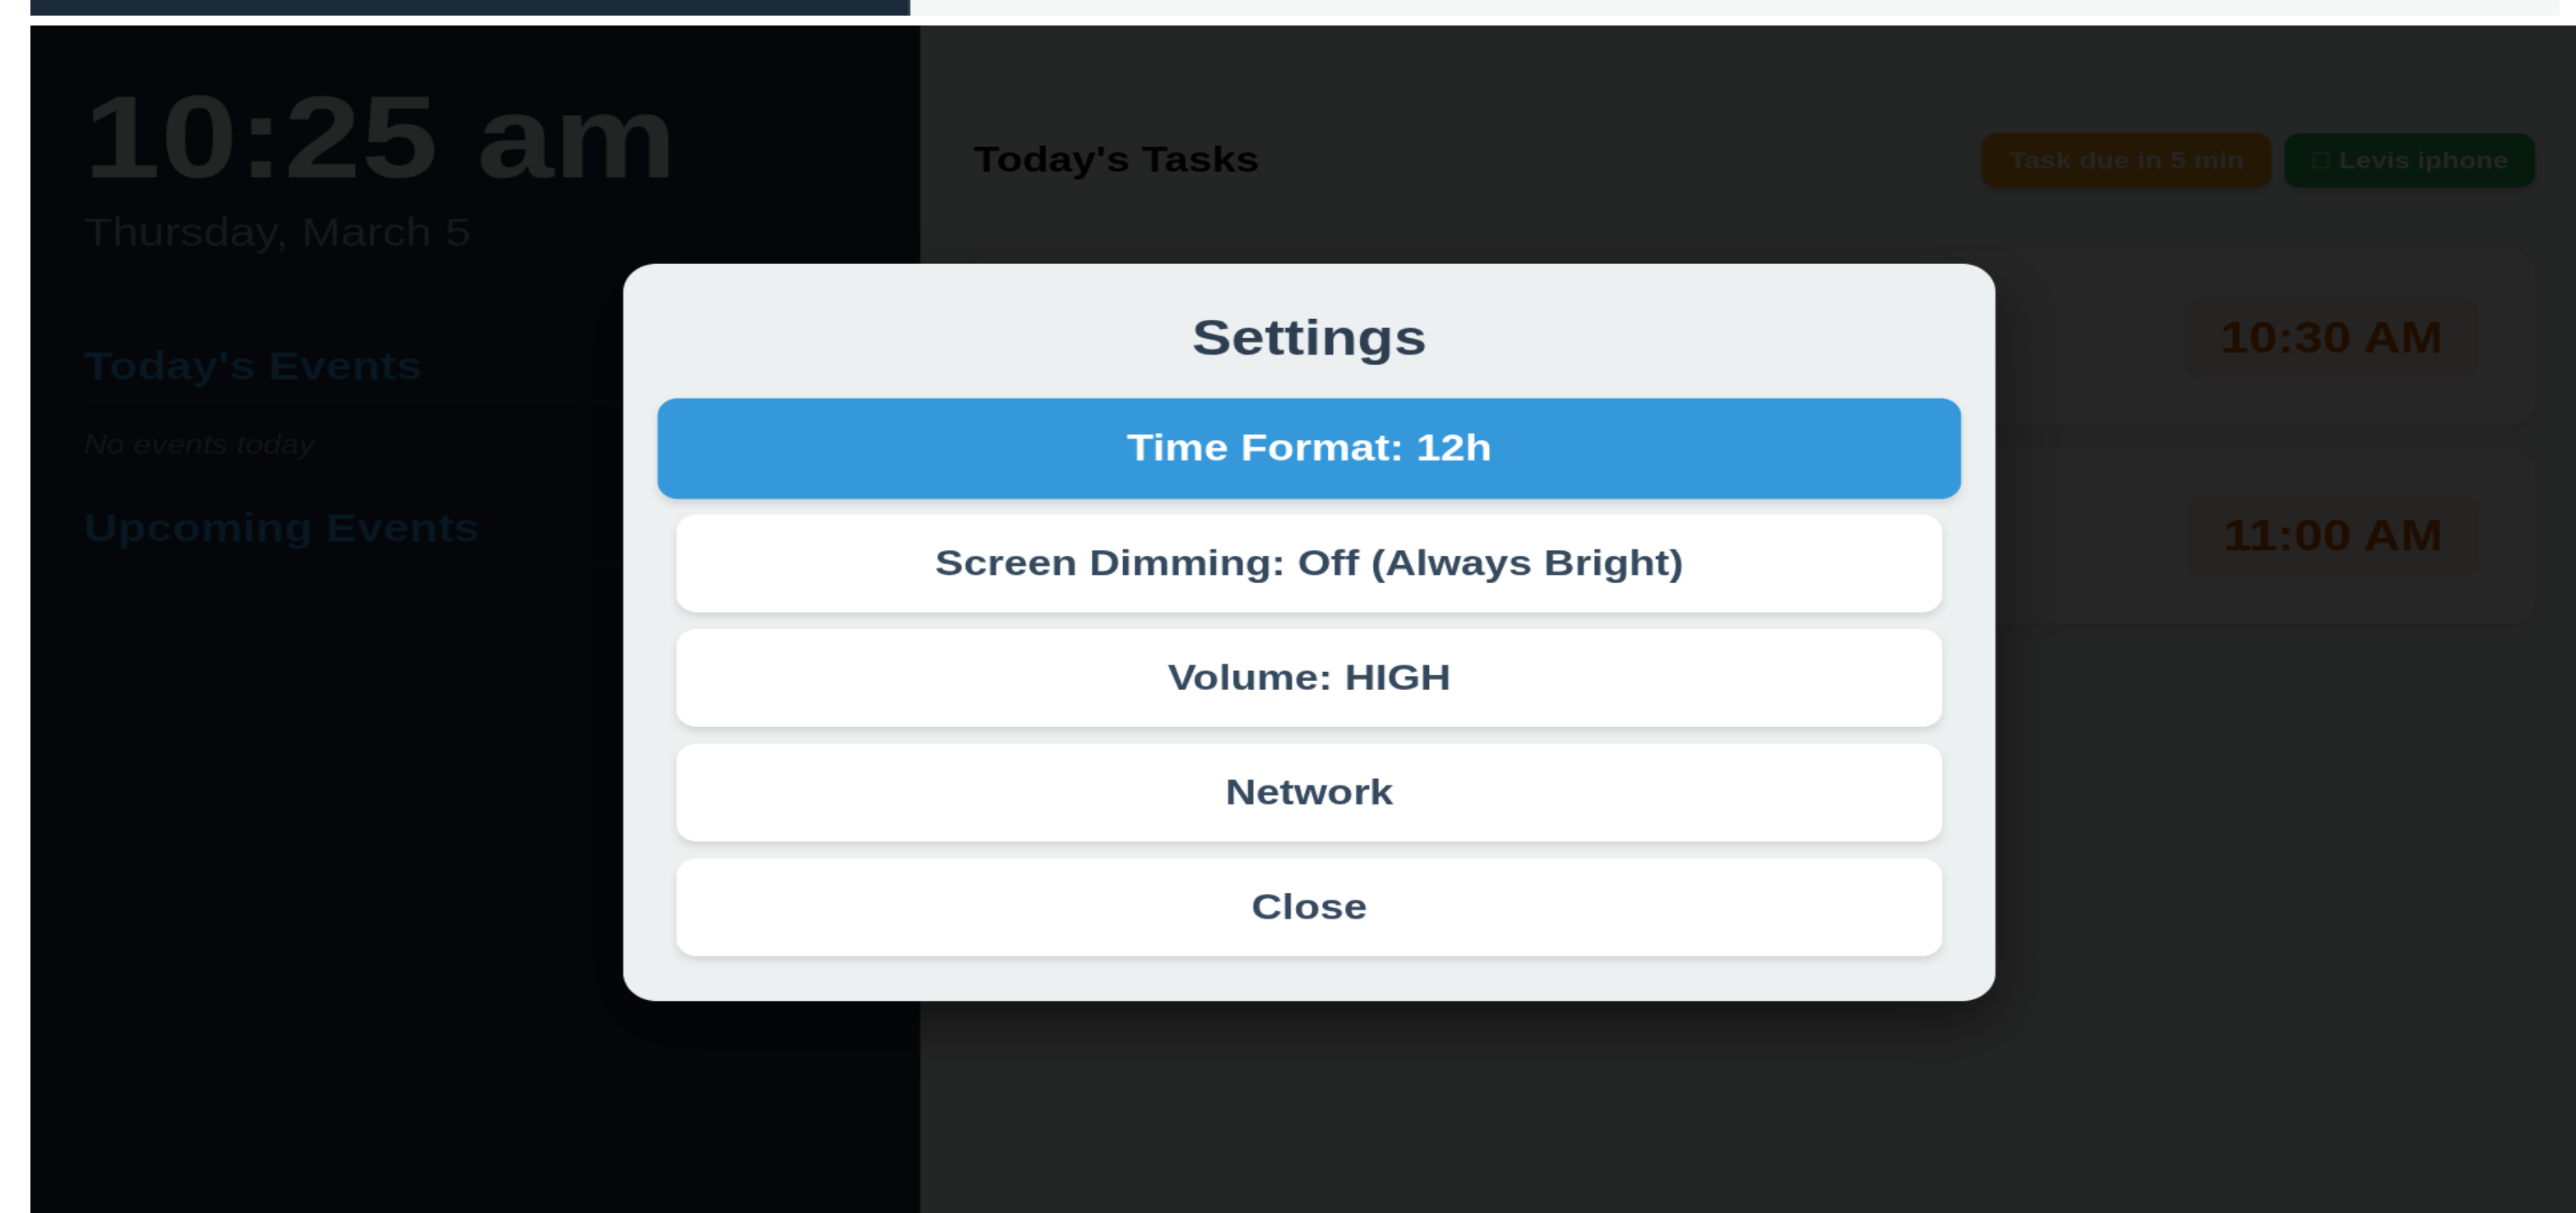 10:25 am
Thursday, March 5
Today's Events
No events today
Upcoming Events
Today's Tasks
Task due in 5 min
Levis iphone
10:30 AM
11:00 AM
Settings
Time Format: 12h
Screen Dimming: Off (Always Bright)
Volume: HIGH
Network
Close